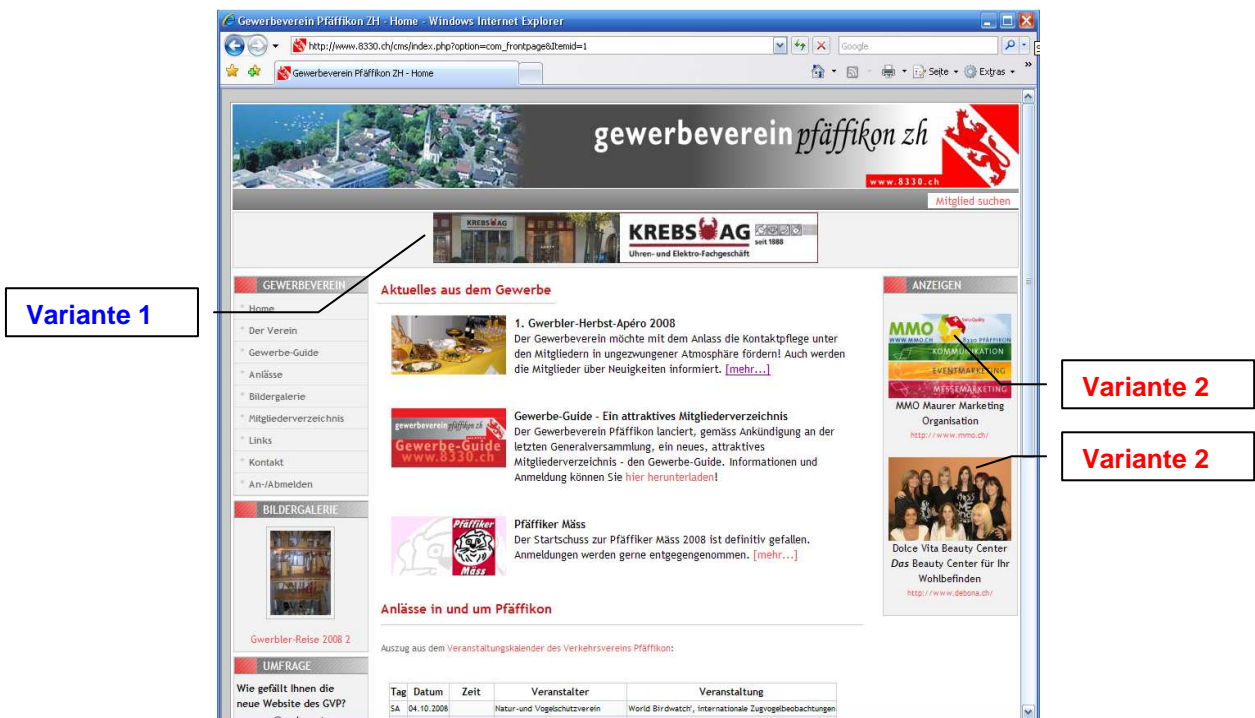 Gewerbeverein Pfäffikon ZH - Home - Windows Internet Explorer
http://www.8330.ch/cms/index.php?option=com_frontpage&Itemid=1
Google
Gewerbeverein Pfäffikon ZH - Home
Seite
Extras
gewerbeverein pfäffikon zh
www.8330.ch
Mitglied suchen
KREBS AG
KREBS AG
seit 1888
Uhren- und Elektro-Fachgeschäft
Variante 1
GEWERBEVEREIN
Home
Der Verein
Gewerbe-Guide
Anlässe
Bildergalerie
Mitgliederverzeichnis
Links
Kontakt
An-/Abmelden
BILDERGALERIE
Gwerbler-Reise 2008 2
UMFRAGE
Wie gefällt Ihnen die
neue Website des GVP?
Aktuelles aus dem Gewerbe
1. Gwerbler-Herbst-Apéro 2008
Der Gewerbeverein möchte mit dem Anlass die Kontaktpflege unter
den Mitgliedern in ungezwungener Atmosphäre fördern! Auch werden
die Mitglieder über Neuigkeiten informiert. [mehr...]
gewerbeverein pfäffikon zh
Gewerbe-Guide
www.8330.ch
Gewerbe-Guide - Ein attraktives Mitgliederverzeichnis
Der Gewerbeverein Pfäffikon lanciert, gemäss Ankündigung an der
letzten Generalversammlung, ein neues, attraktives
Mitgliederverzeichnis - den Gewerbe-Guide. Informationen und
Anmeldung können Sie hier herunterladen!
Pfäffiker
Mäss
Pfäffiker Mäss
Der Startschuss zur Pfäffiker Mäss 2008 ist definitiv gefallen.
Anmeldungen werden gerne entgegengenommen. [mehr...]
Anlässe in und um Pfäffikon
Auszug aus dem Veranstaltungskalender des Verkehrsvereins Pfäffikon:
Tag Datum Zeit Veranstalter Veranstaltung
SA 04.10.2008 Natur-und Vogelschutzverein World Birdwatch', internationale Zugvogelbeobachtungen
ANZEIGEN
MMO
Swiss Quality
WWW.MMO.CH 8330 PFÄFFIKON
KOMMUNIKATION
EVENTMARKETING
MESSEMARKETING
MMO Maurer Marketing
Organisation
http://www.mmo.ch/
Dolce Vita Beauty Center
Das Beauty Center für Ihr
Wohlbefinden
http://www.debona.ch/
Variante 2
Variante 2